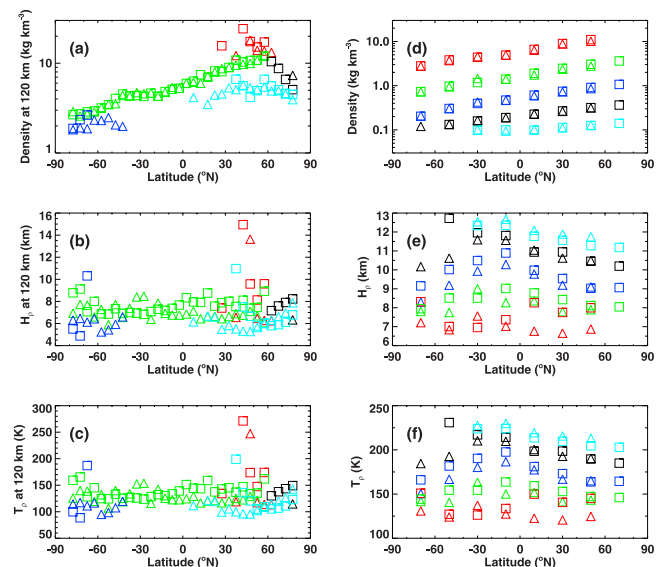 (a)
Density at 120 km (kg km⁻³)
10
1
-90 -60 -30 0 30 60 90
Latitude (°N)
(d)
Density (kg km⁻³)
10.0
1.0
0.1
-90 -60 -30 0 30 60 90
Latitude (°N)
(b)
Hρ at 120 km (km)
16
14
12
10
8
6
4
-90 -60 -30 0 30 60 90
Latitude (°N)
(e)
Hρ (km)
13
12
11
10
9
8
7
6
-90 -60 -30 0 30 60 90
Latitude (°N)
(c)
Tρ at 120 km (K)
300
250
200
150
100
50
-90 -60 -30 0 30 60 90
Latitude (°N)
(f)
Tρ (K)
250
200
150
100
-90 -60 -30 0 30 60 90
Latitude (°N)